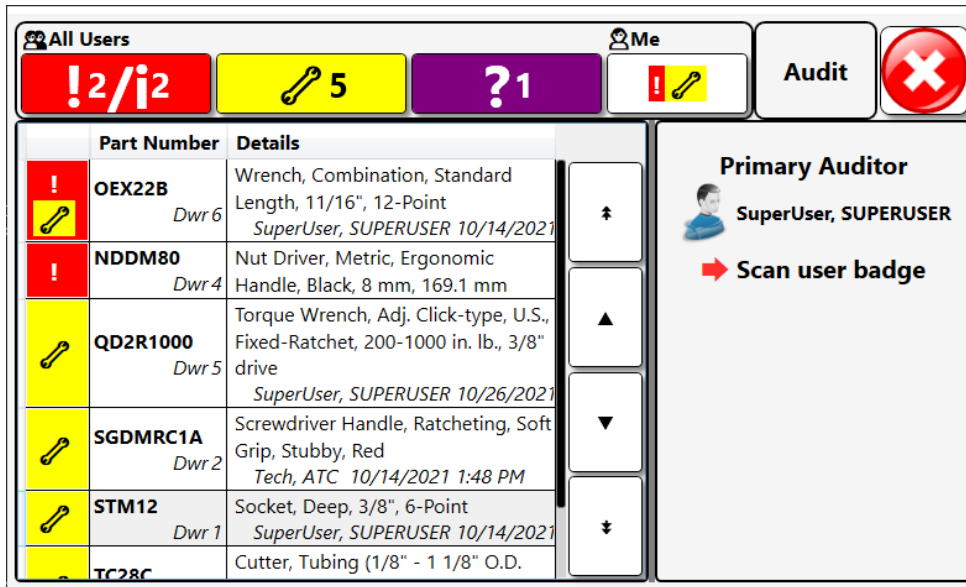 All Users
Me
!2/i2
5
?1
!
Audit
Part Number Details
!
OEX22B
Dwr 6
Wrench, Combination, Standard
Length, 11/16", 12-Point
SuperUser, SUPERUSER 10/14/2021
!
NDDM80
Dwr 4
Nut Driver, Metric, Ergonomic
Handle, Black, 8 mm, 169.1 mm
QD2R1000
Dwr 5
Torque Wrench, Adj. Click-type, U.S.,
Fixed-Ratchet, 200-1000 in. lb., 3/8"
drive
SuperUser, SUPERUSER 10/26/2021
SGDMRC1A
Dwr 2
Screwdriver Handle, Ratcheting, Soft
Grip, Stubby, Red
Tech, ATC 10/14/2021 1:48 PM
STM12
Dwr 1
Socket, Deep, 3/8", 6-Point
SuperUser, SUPERUSER 10/14/2021
TC28C
Cutter, Tubing (1/8" - 1 1/8" O.D.
Primary Auditor
SuperUser, SUPERUSER
Scan user badge